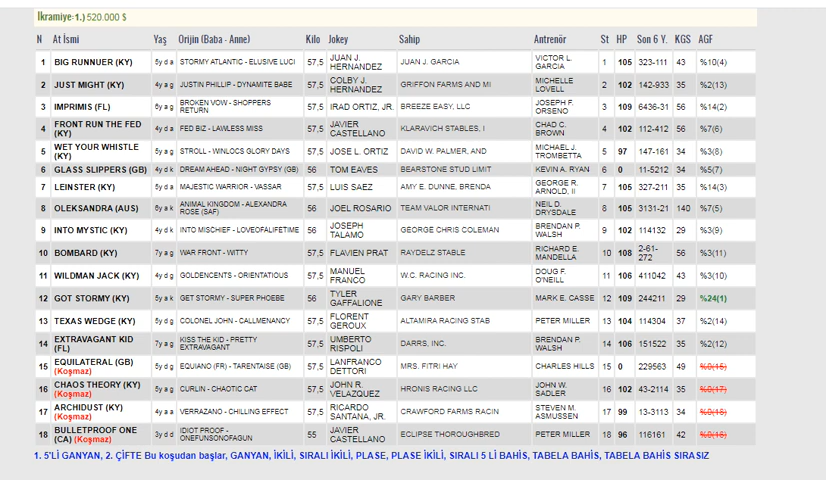 İkramiye:1.) 520.000 $
N At İsmi Yaş Orijin (Baba - Anne) Kilo Jokey Sahip Antrenör St HP Son 6 Y. KGS AGF
1 BIG RUNNUER (KY) 5y d a STORMY ATLANTIC - ELUSIVE LUCI 57,5 JUAN J. HERNANDEZ JUAN J. GARCIA VICTOR L. GARCIA 1 105 323-111 43 %10(4)
2 JUST MIGHT (KY) 4y a g JUSTIN PHILLIP - DYNAMITE BABE 57,5 COLBY J. HERNANDEZ GRIFFON FARMS AND MI MICHELLE LOVELL 2 102 142-933 35 %2(13)
3 IMPRIMIS (FL) 6y a g BROKEN VOW - SHOPPERS RETURN 57,5 IRAD ORTIZ, JR. BREEZE EASY, LLC JOSEPH F. ORSENO 3 109 6436-31 56 %14(2)
4 FRONT RUN THE FED (KY) 4y d a FED BIZ - LAWLESS MISS 57,5 JAVIER CASTELLANO KLARAVICH STABLES, I CHAD C. BROWN 4 102 112-412 56 %7(6)
5 WET YOUR WHISTLE (KY) 5y a g STROLL - WINLOCS GLORY DAYS 57,5 JOSE L. ORTIZ DAVID W. PALMER, AND MICHAEL J. TROMBETTA 5 97 147-161 34 %3(8)
6 GLASS SLIPPERS (GB) 4y d k DREAM AHEAD - NIGHT GYPSY (GB) 56 TOM EAVES BEARSTONE STUD LIMIT KEVIN A. RYAN 6 0 11-5212 34 %5(7)
7 LEINSTER (KY) 5y d a MAJESTIC WARRIOR - VASSAR 57,5 LUIS SAEZ AMY E. DUNNE, BRENDA GEORGE R. ARNOLD, II 7 105 327-211 35 %14(3)
8 OLEKSANDRA (AUS) 6y a k ANIMAL KINGDOM - ALEXANDRA ROSE (SAF) 56 JOEL ROSARIO TEAM VALOR INTERNATI NEIL D. DRYSDALE 8 105 3131-21 140 %7(5)
9 INTO MYSTIC (KY) 4y d k INTO MISCHIEF - LOVEOFALIFETIME 56 JOSEPH TALAMO GEORGE CHRIS COLEMAN BRENDAN P. WALSH 9 102 114132 29 %3(9)
10 BOMBARD (KY) 7y a g WAR FRONT - WITTY 57,5 FLAVIEN PRAT RAYDELZ STABLE RICHARD E. MANDELLA 10 108 2-61-272 56 %3(11)
11 WILDMAN JACK (KY) 4y d g GOLDENCENTS - ORIENTATIOUS 57,5 MANUEL FRANCO W.C. RACING INC. DOUG F. O'NEILL 11 106 411042 43 %3(10)
12 GOT STORMY (KY) 5y a k GET STORMY - SUPER PHOEBE 56 TYLER GAFFALIONE GARY BARBER MARK E. CASSE 12 109 244211 29 %24(1)
13 TEXAS WEDGE (KY) 5y d g COLONEL JOHN - CALLMENANCY 57,5 FLORENT GEROUX ALTAMIRA RACING STAB PETER MILLER 13 104 114304 37 %2(14)
14 EXTRAVAGANT KID (FL) 7y a g KISS THE KID - PRETTY EXTRAVAGANT 57,5 UMBERTO RISPOLI DARRS, INC. BRENDAN P. WALSH 14 106 151522 35 %2(12)
15 EQUILATERAL (GB) (Koşmaz) 5y d g EQUIANO (FR) - TARENTAISE (GB) 57,5 LANFRANCO DETTORI MRS. FITRI HAY CHARLES HILLS 15 0 229563 49 %0(15)
16 CHAOS THEORY (KY) (Koşmaz) 5y a g CURLIN - CHAOTIC CAT 57,5 JOHN R. VELAZQUEZ HRONIS RACING LLC JOHN W. SADLER 16 102 43-2114 35 %0(17)
17 ARCHIDUST (KY) (Koşmaz) 4y a a VERRAZANO - CHILLING EFFECT 57,5 RICARDO SANTANA, JR. CRAWFORD FARMS RACIN STEVEN M. ASMUSSEN 17 99 13-3113 34 %0(18)
18 BULLETPROOF ONE (CA) (Koşmaz) 3y d d IDIOT PROOF - ONEFUNSONOFAGUN 55 JAVIER CASTELLANO ECLIPSE THOROUGHBRED PETER MILLER 18 96 116161 42 %0(16)
1. 5'Lİ GANYAN, 2. ÇİFTE Bu koşudan başlar, GANYAN, İKİLİ, SIRALI İKİLİ, PLASE, PLASE İKİLİ, SIRALI 5 Lİ BAHİS, TABELA BAHİS, TABELA BAHİS SIRASIZ